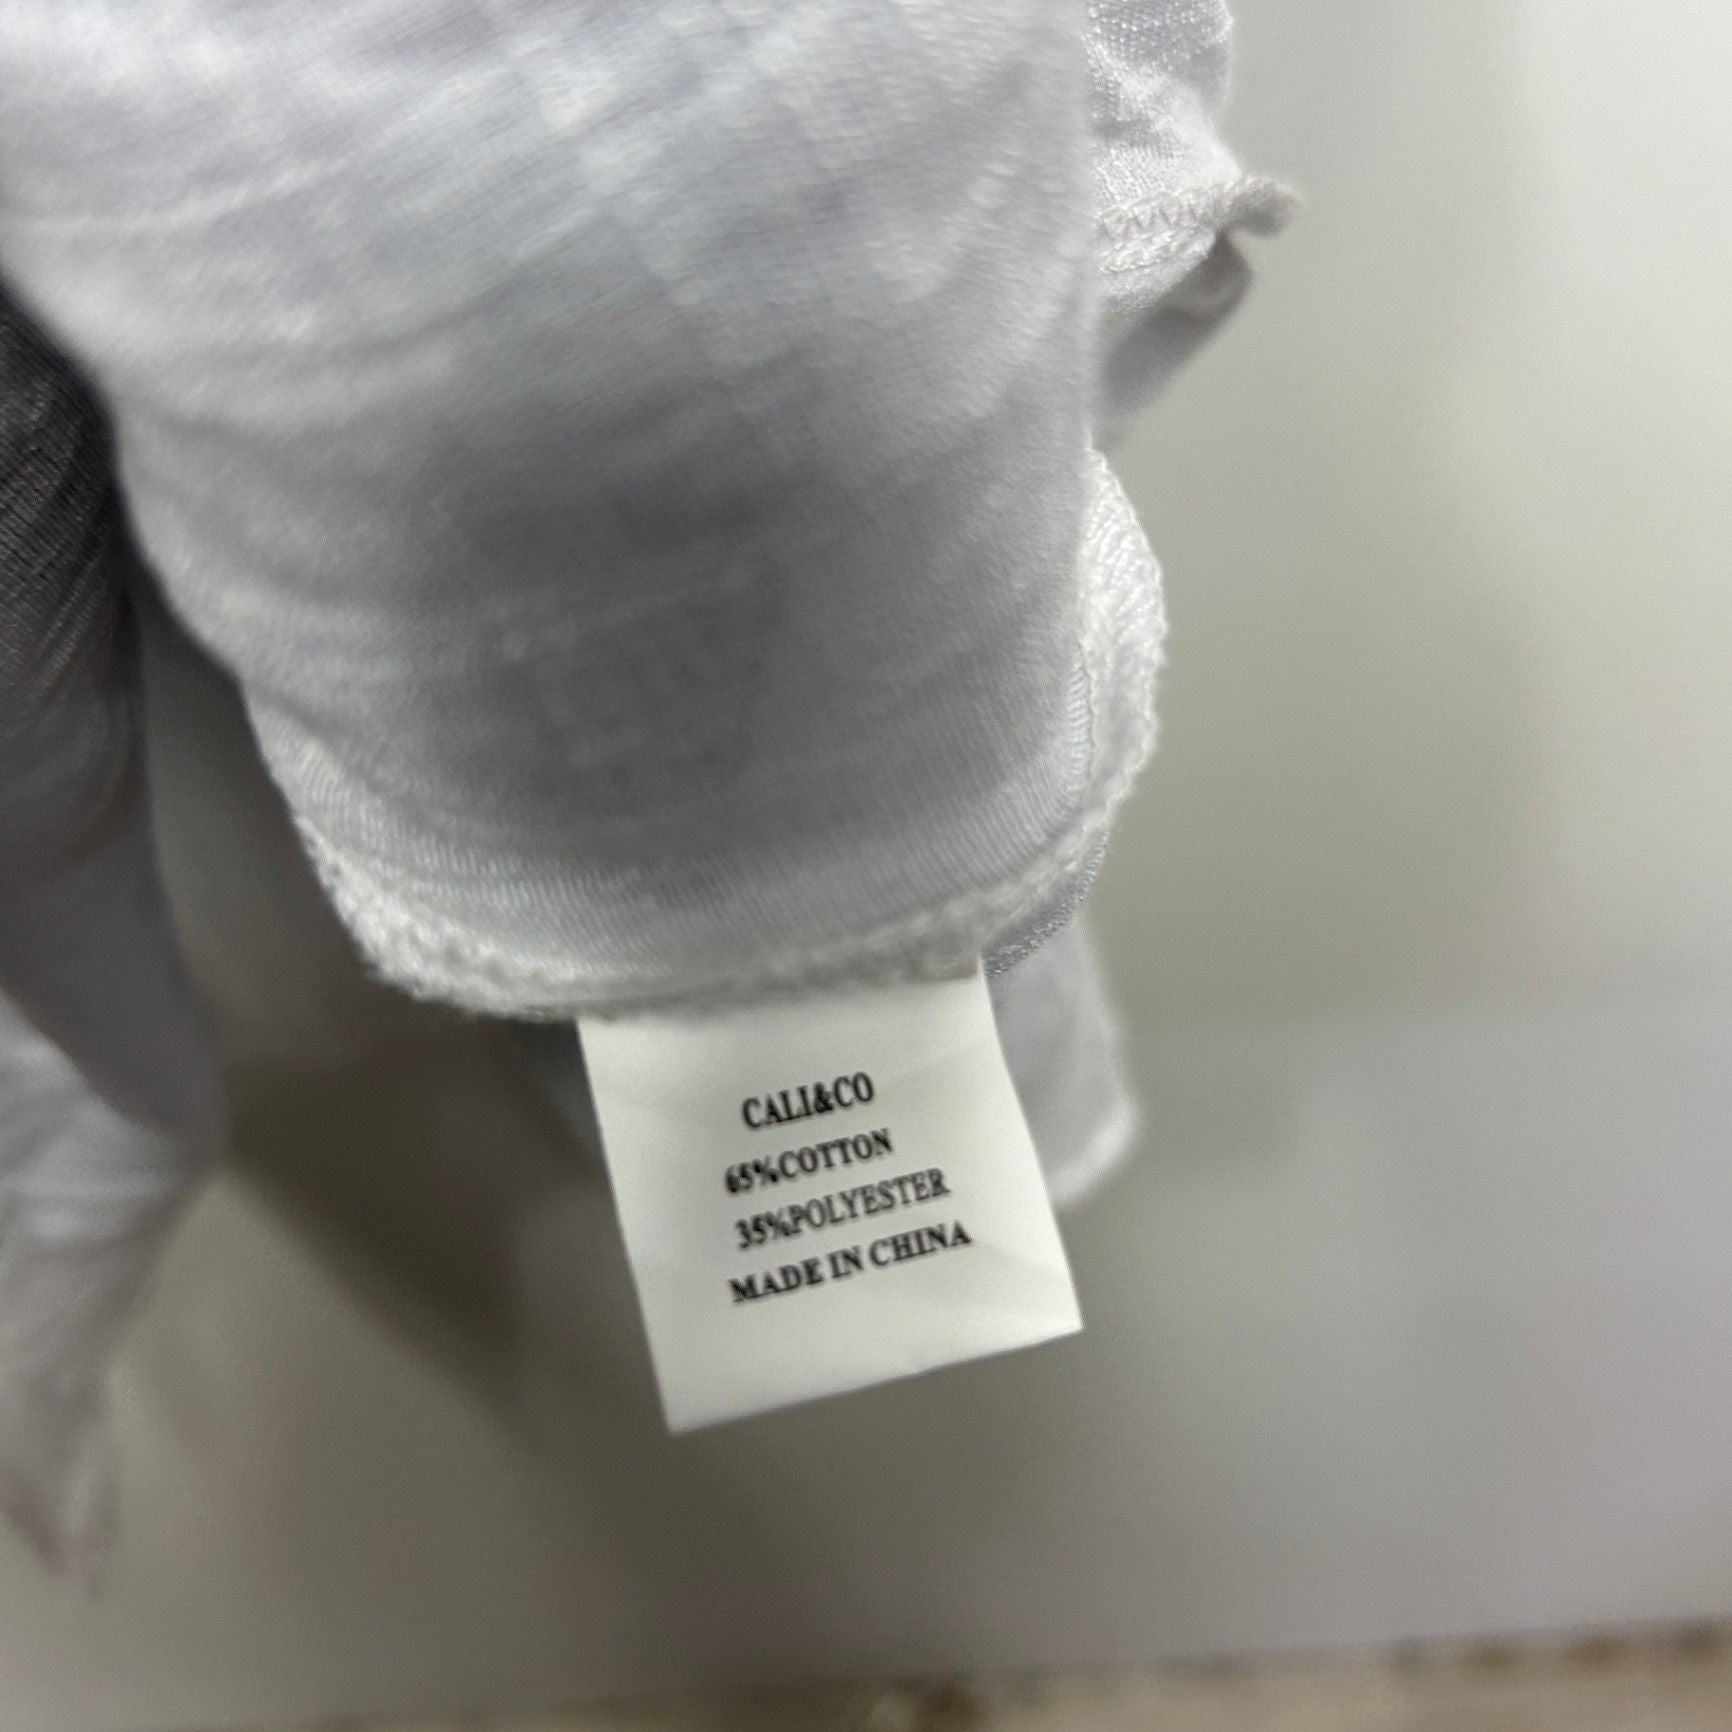 CALI&CO
65%COTTON
35%POLYESTER
MADE IN CHINA